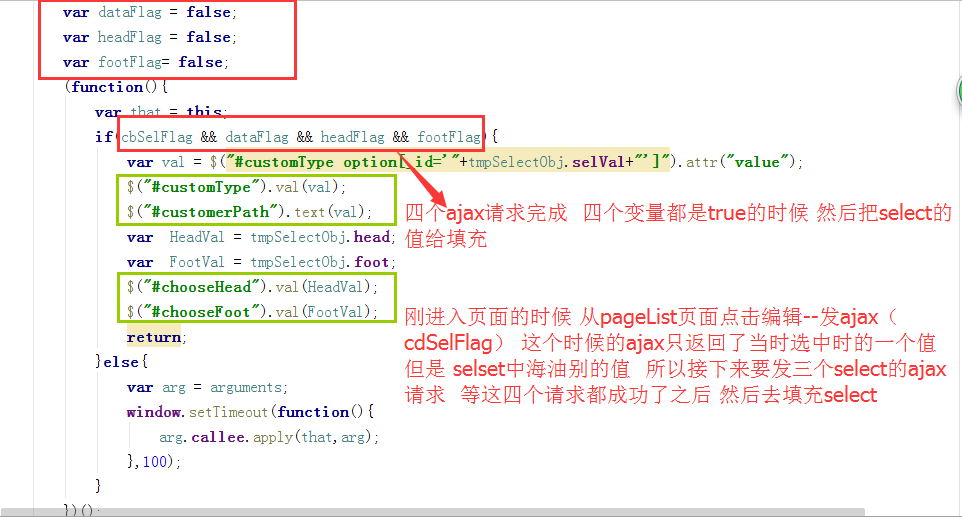 var dataFlag = false;
var headFlag = false;
var footFlag= false;
(function(){
var that = this;
if(cbSelFlag && dataFlag && headFlag && footFlag){
var val = $("#customType option[ id='"+tmpSelectObj.selVal+"']").attr("value");
$("#customType").val(val);
$("#customerPath").text(val);
四个ajax请求完成 四个变量都是true的时候 然后把select的
值给填充
var HeadVal = tmpSelectObj.head;
var FootVal = tmpSelectObj.foot;
$("#chooseHead").val(HeadVal);
$("#chooseFoot").val(FootVal);
return;
刚进入页面的时候 从pageList页面点击编辑--发ajax（
cdSelFlag） 这个时候的ajax只返回了当时选中时的一个值
但是 selset中海油别的值 所以接下来要发三个select的ajax
请求 等这四个请求都成功了之后 然后去填充select
}else{
var arg = arguments;
window.setTimeout(function(){
arg.callee.apply(that,arg);
},100);
}
})();